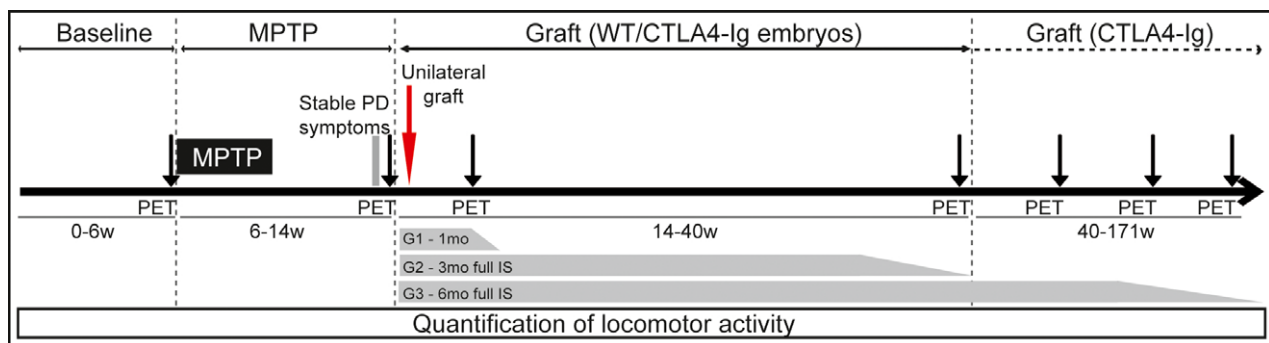 Baseline MPTP Graft (WT/CTLA4-Ig embryos) Graft (CTLA4-Ig)
Unilateral
graft
Stable PD
symptoms
MPTP
PET PET PET PET PET PET PET
0-6w 6-14w 14-40w 40-171w
G1 - 1mo
G2 - 3mo full IS
G3 - 6mo full IS
Quantification of locomotor activity